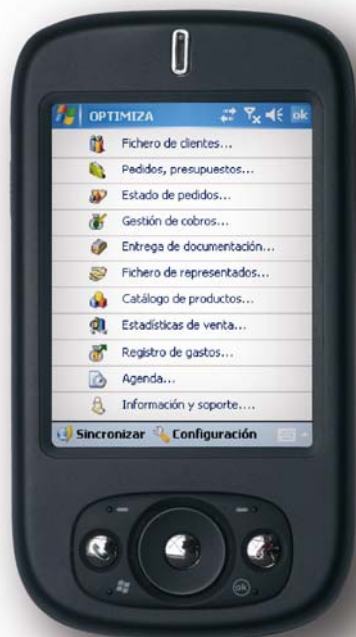 OPTIMIZA ok
Fichero de clientes...
Pedidos, presupuestos...
Estado de pedidos...
Gestión de cobros...
Entrega de documentación...
Fichero de representados...
Catálogo de productos...
Estadísticas de venta...
Registro de gastos...
Agenda...
Información y soporte....
Sincronizar Configuración
ok